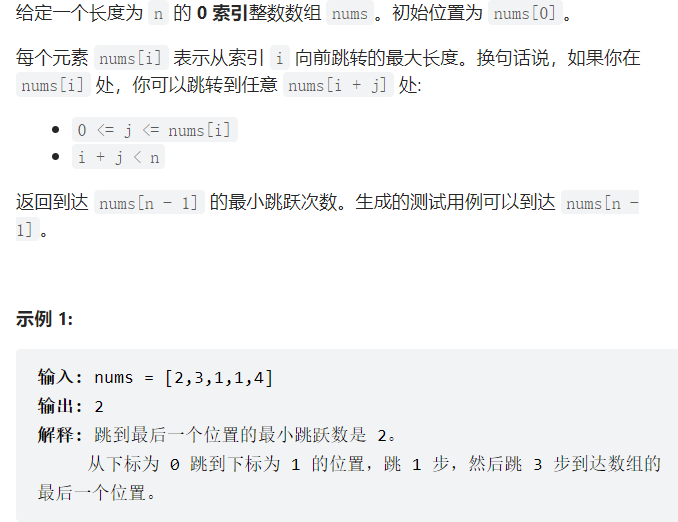 给定一个长度为 n 的 0 索引整数数组 nums。初始位置为 nums[0]。
每个元素 nums[i] 表示从索引 i 向前跳转的最大长度。换句话说，如果你在
nums[i] 处，你可以跳转到任意 nums[i + j] 处:
• 0 <= j <= nums[i]
• i + j < n
返回到达 nums[n - 1] 的最小跳跃次数。生成的测试用例可以到达 nums[n -
1]。
示例 1:
输入: nums = [2,3,1,1,4]
输出: 2
解释: 跳到最后一个位置的最小跳跃数是 2。
从下标为 0 跳到下标为 1 的位置，跳 1 步，然后跳 3 步到达数组的
最后一个位置。